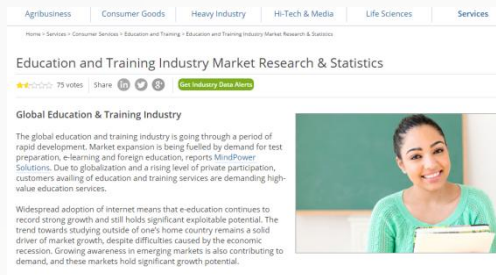 Agribusiness Consumer Goods Heavy Industry Hi-Tech & Media Life Sciences Services
Home > Services > Consumer Services > Education and Training > Education and Training Industry Market Research & Statistics
Education and Training Industry Market Research & Statistics
75 votes Share in Get Industry Data Alerts
Global Education & Training Industry
The global education and training industry is going through a period of
rapid development. Market expansion is being fuelled by demand for test
preparation, e-learning and foreign education, reports MindPower
Solutions. Due to globalization and a rising level of private participation,
customers availing of education and training services are demanding high-
value education services.
Widespread adoption of internet means that e-education continues to
record strong growth and still holds significant exploitable potential. The
trend towards studying outside of one's home country remains a solid
driver of market growth, despite difficulties caused by the economic
recession. Growing awareness in emerging markets is also contributing to
demand, and these markets hold significant growth potential.